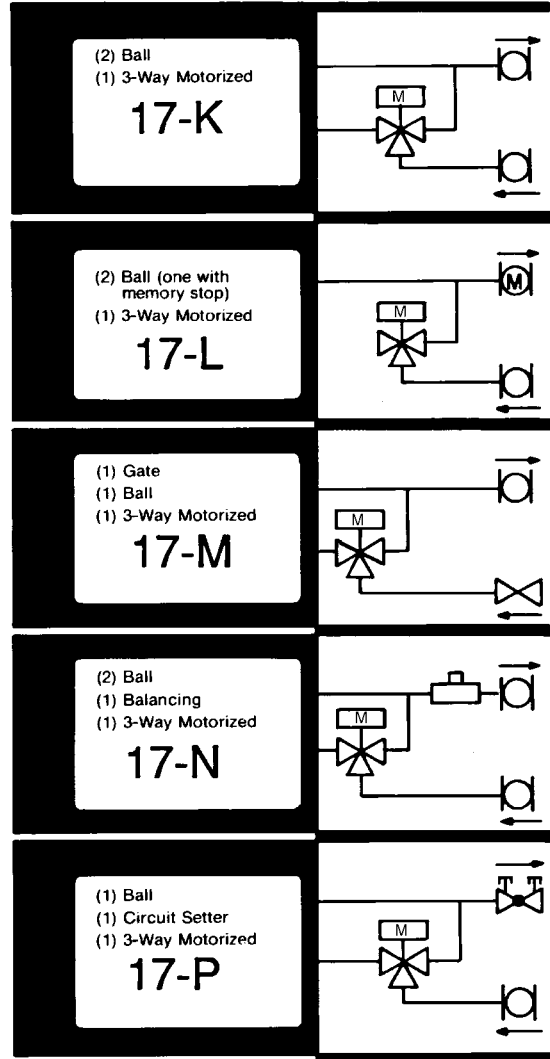 (2) Ball
(1) 3-Way Motorized
17-K
M
(2) Ball (one with
memory stop)
(1) 3-Way Motorized
17-L
M
M
(1) Gate
(1) Ball
(1) 3-Way Motorized
17-M
M
(2) Ball
(1) Balancing
(1) 3-Way Motorized
17-N
M
(1) Ball
(1) Circuit Setter
(1) 3-Way Motorized
17-P
M